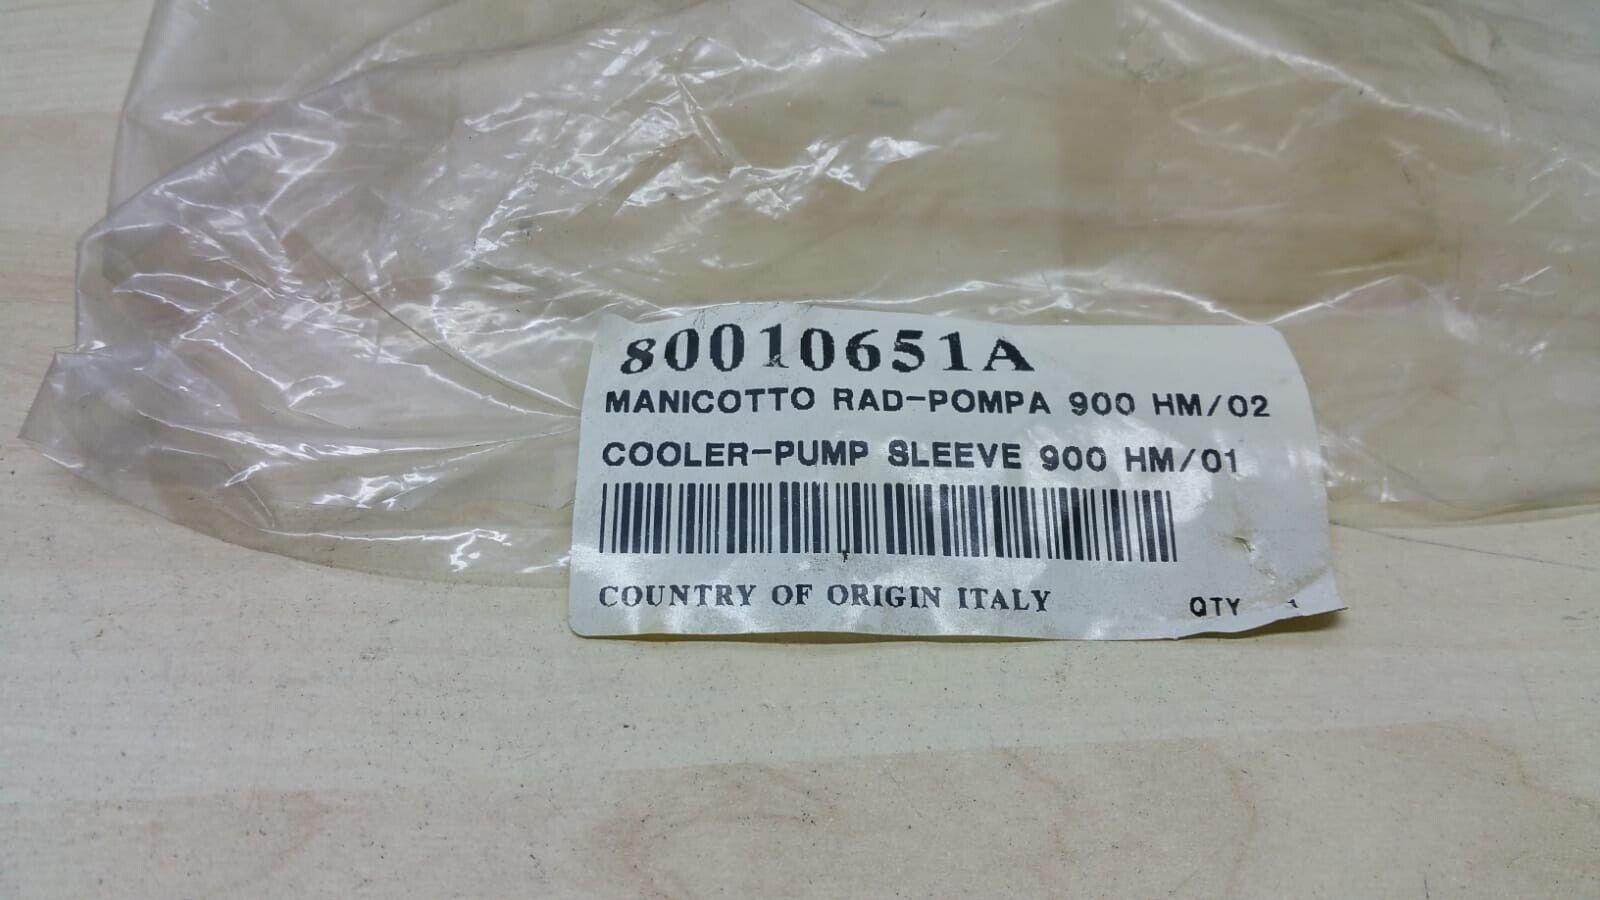 80010651A
MANICOTTO RAD-POMPA 900 HM/02
COOLER-PUMP SLEEVE 900 HM/01
COUNTRY OF ORIGIN ITALY QTY